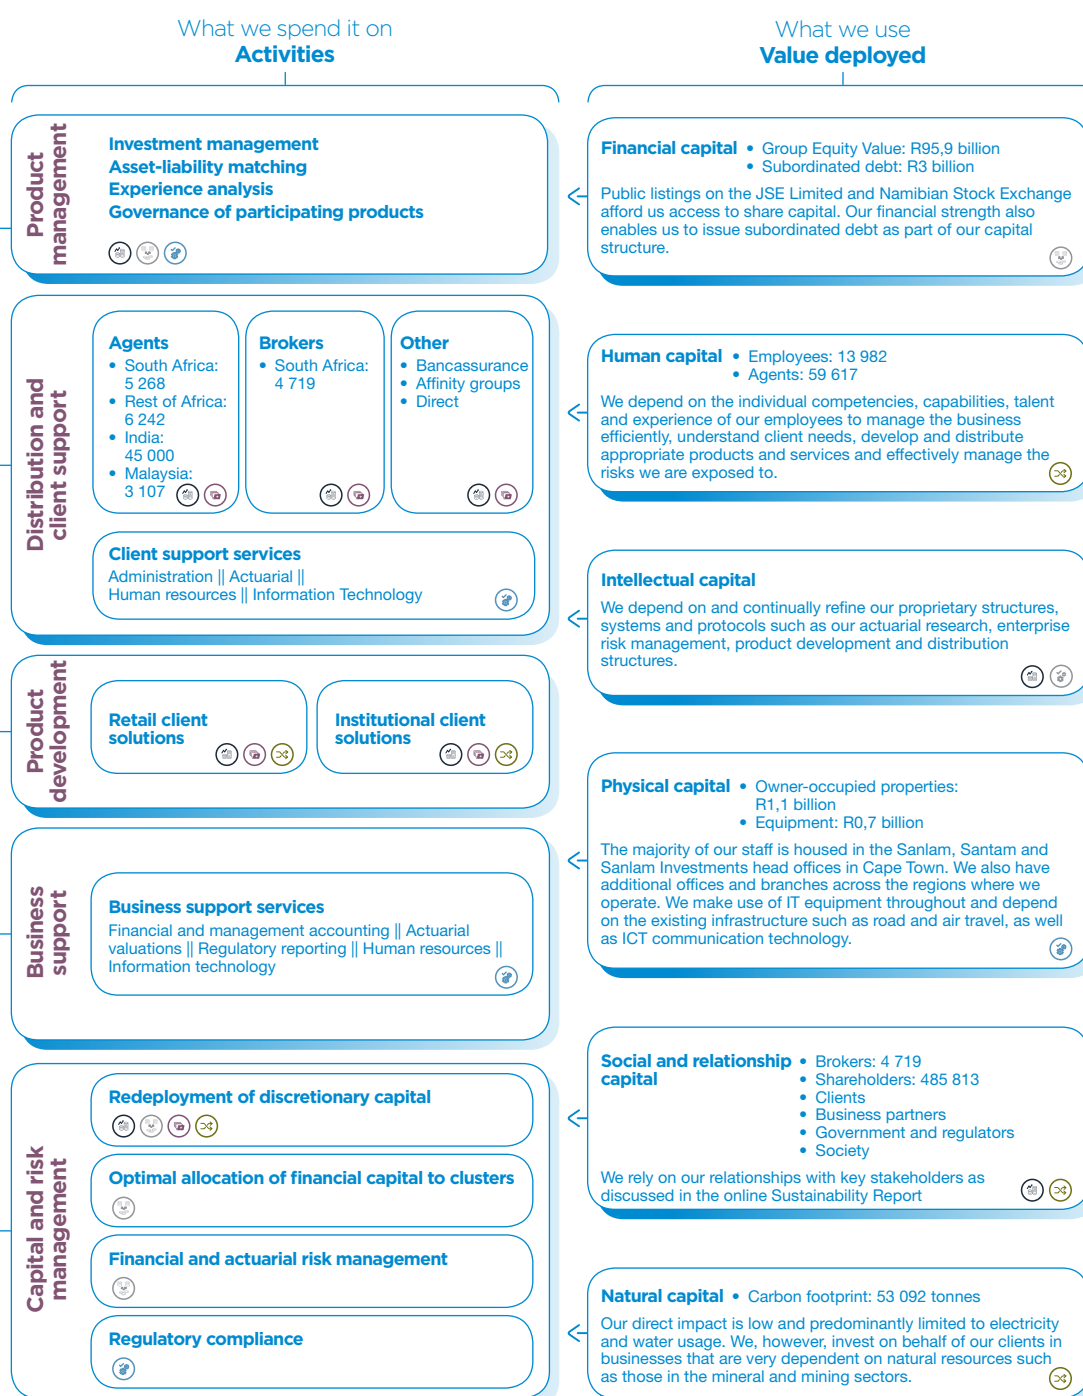 What we spend it on
Activities
Product
management
Investment management
Asset-liability matching
Experience analysis
Governance of participating products
Distribution and
client support
Agents
• South Africa:
5 268
• Rest of Africa:
6 242
• India:
45 000
• Malaysia:
3 107
Brokers
• South Africa:
4 719
Other
• Bancassurance
• Affinity groups
• Direct
Client support services
Administration || Actuarial ||
Human resources || Information Technology
Product
development
Retail client
solutions
Institutional client
solutions
Business
support
Business support services
Financial and management accounting || Actuarial
valuations || Regulatory reporting || Human resources ||
Information technology
Capital and risk
management
Redeployment of discretionary capital
Optimal allocation of financial capital to clusters
Financial and actuarial risk management
Regulatory compliance
What we use
Value deployed
Financial capital • Group Equity Value: R95,9 billion
• Subordinated debt: R3 billion
Public listings on the JSE Limited and Namibian Stock Exchange
afford us access to share capital. Our financial strength also
enables us to issue subordinated debt as part of our capital
structure.
Human capital • Employees: 13 982
• Agents: 59 617
We depend on the individual competencies, capabilities, talent
and experience of our employees to manage the business
efficiently, understand client needs, develop and distribute
appropriate products and services and effectively manage the
risks we are exposed to.
Intellectual capital
We depend on and continually refine our proprietary structures,
systems and protocols such as our actuarial research, enterprise
risk management, product development and distribution
structures.
Physical capital • Owner-occupied properties:
R1,1 billion
• Equipment: R0,7 billion
The majority of our staff is housed in the Sanlam, Santam and
Sanlam Investments head offices in Cape Town. We also have
additional offices and branches across the regions where we
operate. We make use of IT equipment throughout and depend
on the existing infrastructure such as road and air travel, as well
as ICT communication technology.
Social and relationship • Brokers: 4 719
capital • Shareholders: 485 813
• Clients
• Business partners
• Government and regulators
• Society
We rely on our relationships with key stakeholders as
discussed in the online Sustainability Report
Natural capital • Carbon footprint: 53 092 tonnes
Our direct impact is low and predominantly limited to electricity
and water usage. We, however, invest on behalf of our clients in
businesses that are very dependent on natural resources such
as those in the mineral and mining sectors.